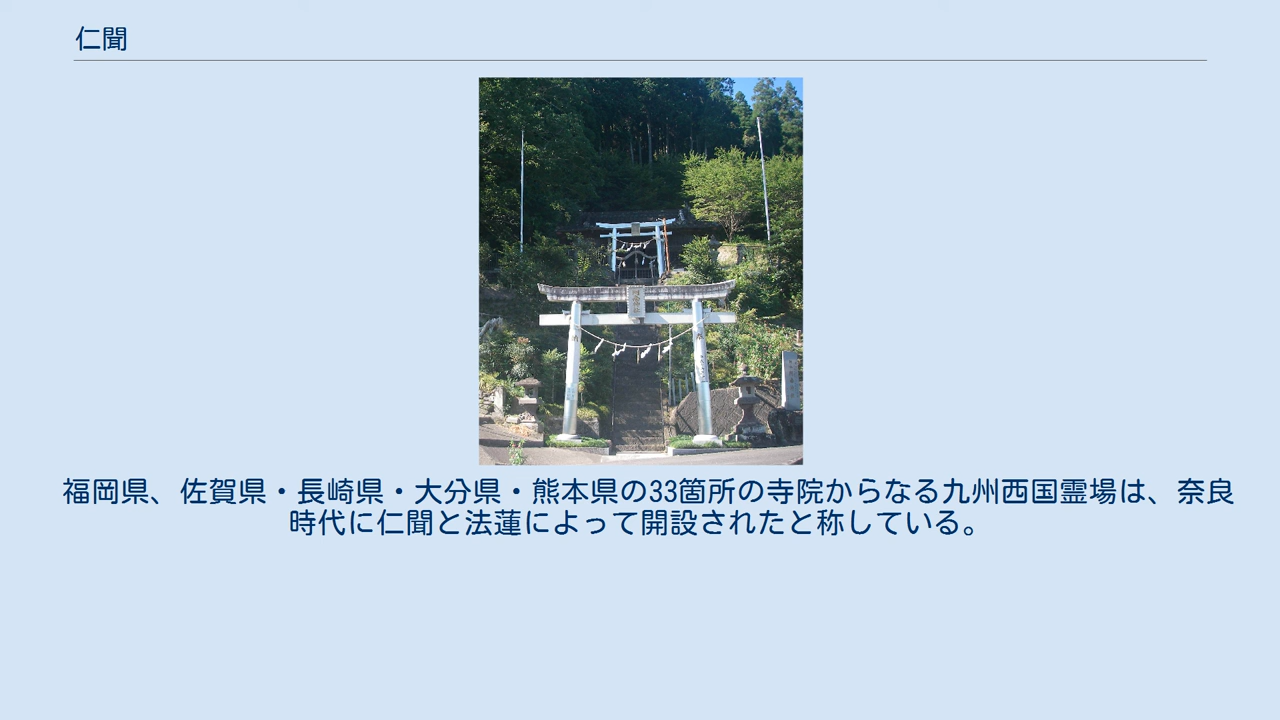 仁聞
福岡県、佐賀県・長崎県・大分県・熊本県の33箇所の寺院からなる九州西国霊場は、奈良
時代に仁聞と法蓮によって開設されたと称している。